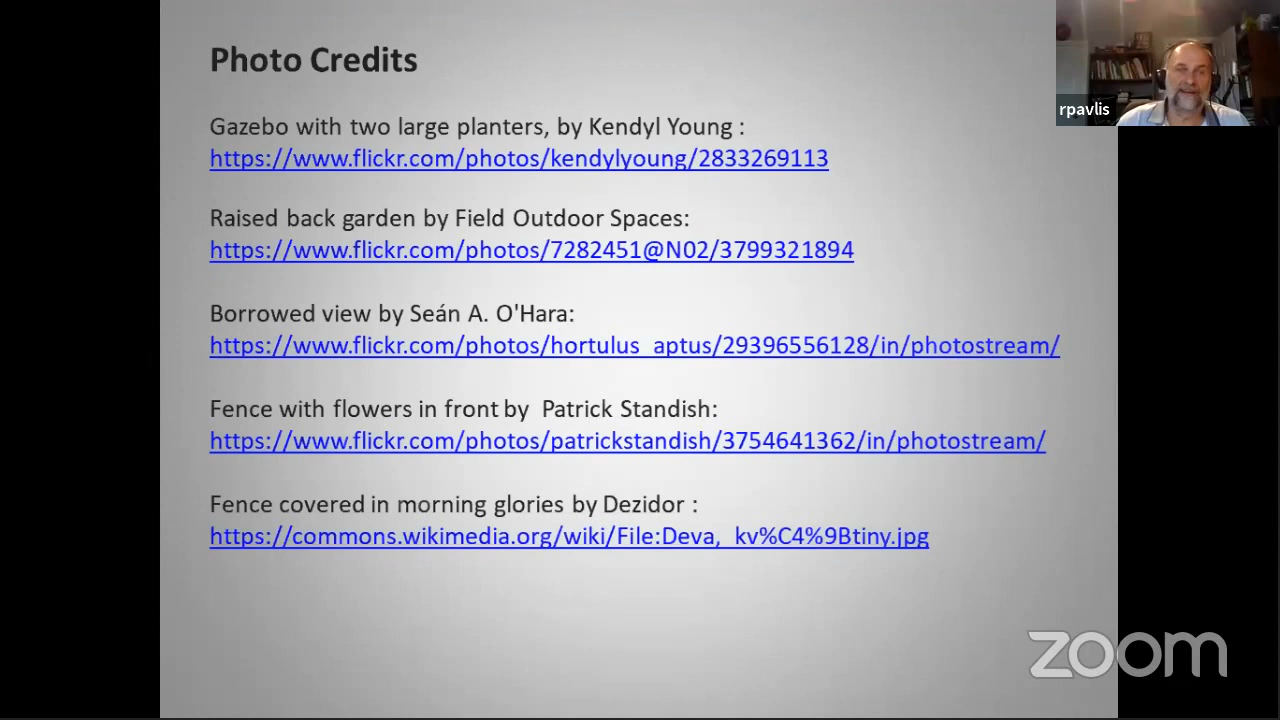 Photo Credits
rpavlis
Gazebo with two large planters, by Kendyl Young :
https://www.flickr.com/photos/kendylyoung/2833269113
Raised back garden by Field Outdoor Spaces:
https://www.flickr.com/photos/7282451@N02/3799321894
Borrowed view by Seán A. O'Hara:
https://www.flickr.com/photos/hortulus_aptus/29396556128/in/photostream/
Fence with flowers in front by  Patrick Standish:
https://www.flickr.com/photos/patrickstandish/3754641362/in/photostream/
Fence covered in morning glories by Dezidor :
https://commons.wikimedia.org/wiki/File:Deva,_kv%C4%9Btiny.jpg
zoom